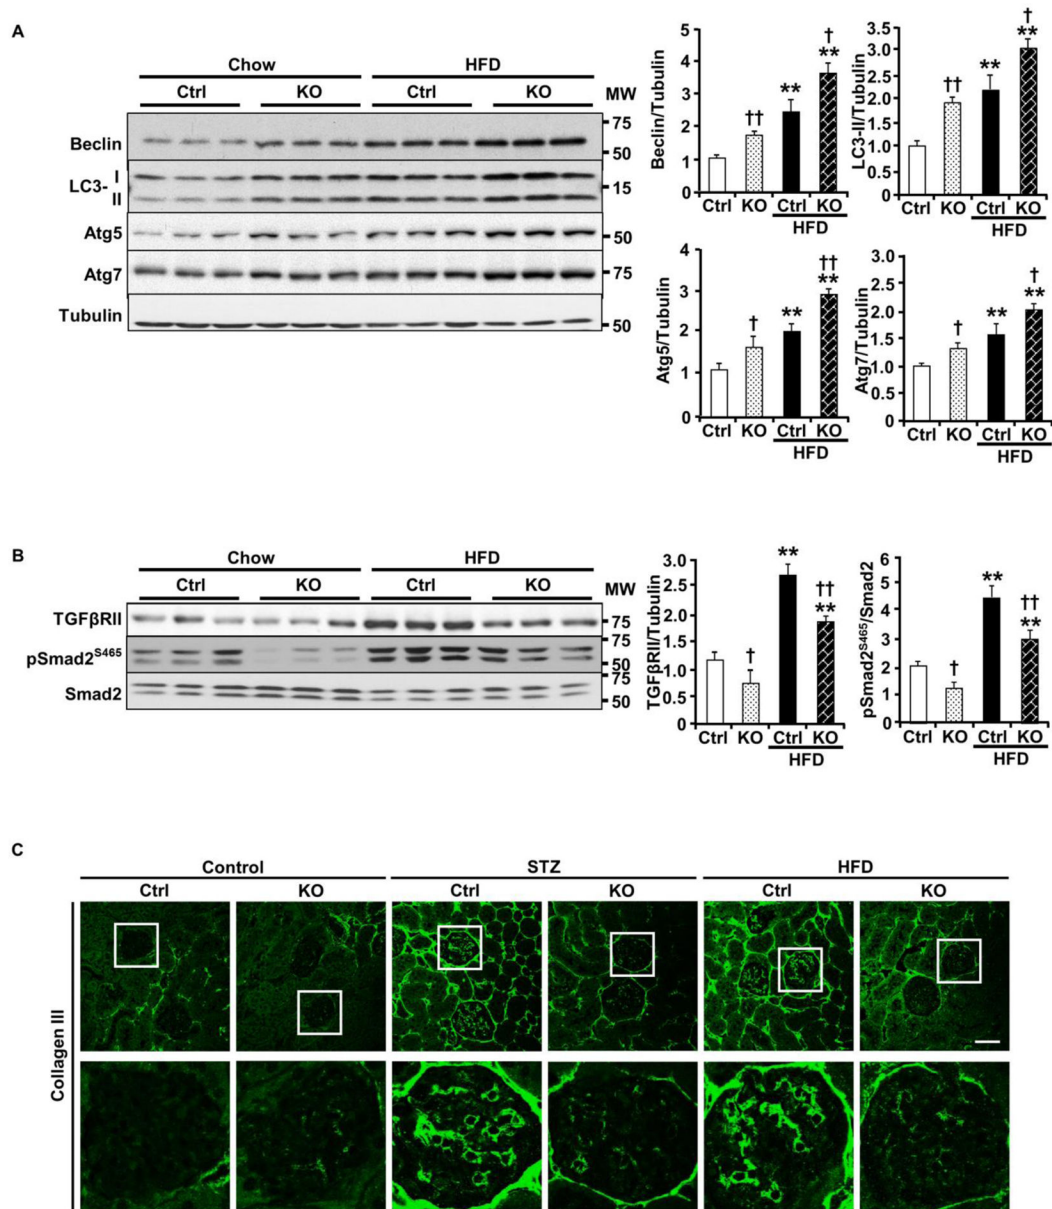 A
Chow HFD
Ctrl KO Ctrl KO MW
Beclin
75
50
LC3- I
II
15
Atg5
50
Atg7
75
Tubulin
50
Beclin/Tubulin
5
4
3
2
1
0
†† ** †
**
Ctrl KO Ctrl KO
HFD
LC3-II/Tubulin
3.5
3.0
2.5
2.0
1.5
1.0
0.5
0
†† ** †
**
Ctrl KO Ctrl KO
HFD
Atg5/Tubulin
4
3
2
1
0
† ** ††
**
Ctrl KO Ctrl KO
HFD
Atg7/Tubulin
3.0
2.5
2.0
1.5
1.0
0.5
0
† ** †
**
Ctrl KO Ctrl KO
HFD
B
Chow HFD
Ctrl KO Ctrl KO MW
TGFβRII
75
pSmad2S465
75
50
Smad2
75
50
TGFβRII/Tubulin
3.0
2.5
2.0
1.5
1.0
0.5
0
† ** ††
**
Ctrl KO Ctrl KO
HFD
pSmad2S465/Smad2
6
5
4
3
2
1
0
† ** ††
**
Ctrl KO Ctrl KO
HFD
C
Control STZ HFD
Ctrl KO Ctrl KO Ctrl KO
Collagen III